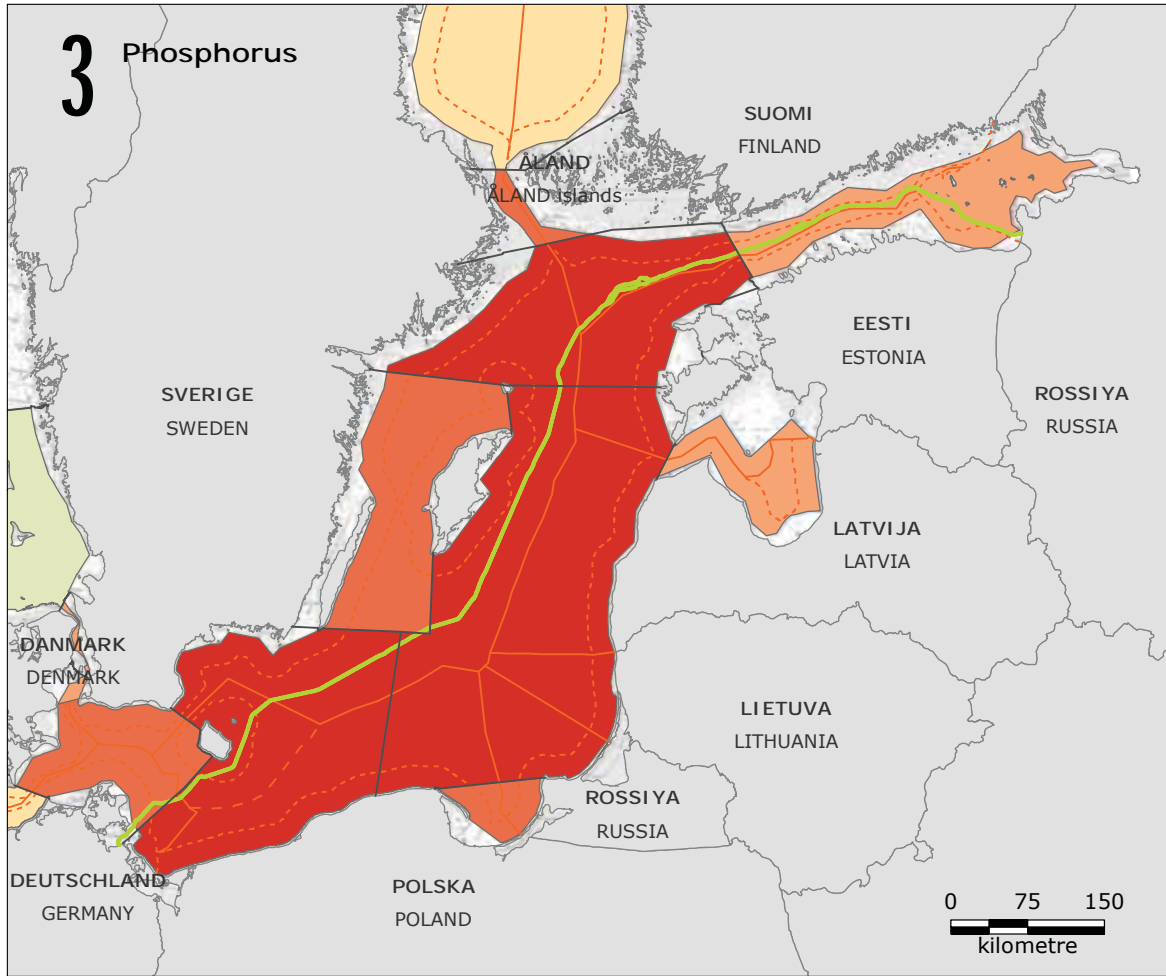 3 Phosphorus
SUOMI
FINLAND
ÅLAND
ÅLAND islands
EESTI
ESTONIA
SVERIGE
SWEDEN
ROSSIYA
RUSSIA
LATVIJA
LATVIA
DANMARK
DENMARK
LIETUVA
LITHUANIA
ROSSIYA
RUSSIA
DEUTSCHLAND
GERMANY
POLSKA
POLAND
0 75 150
kilometre